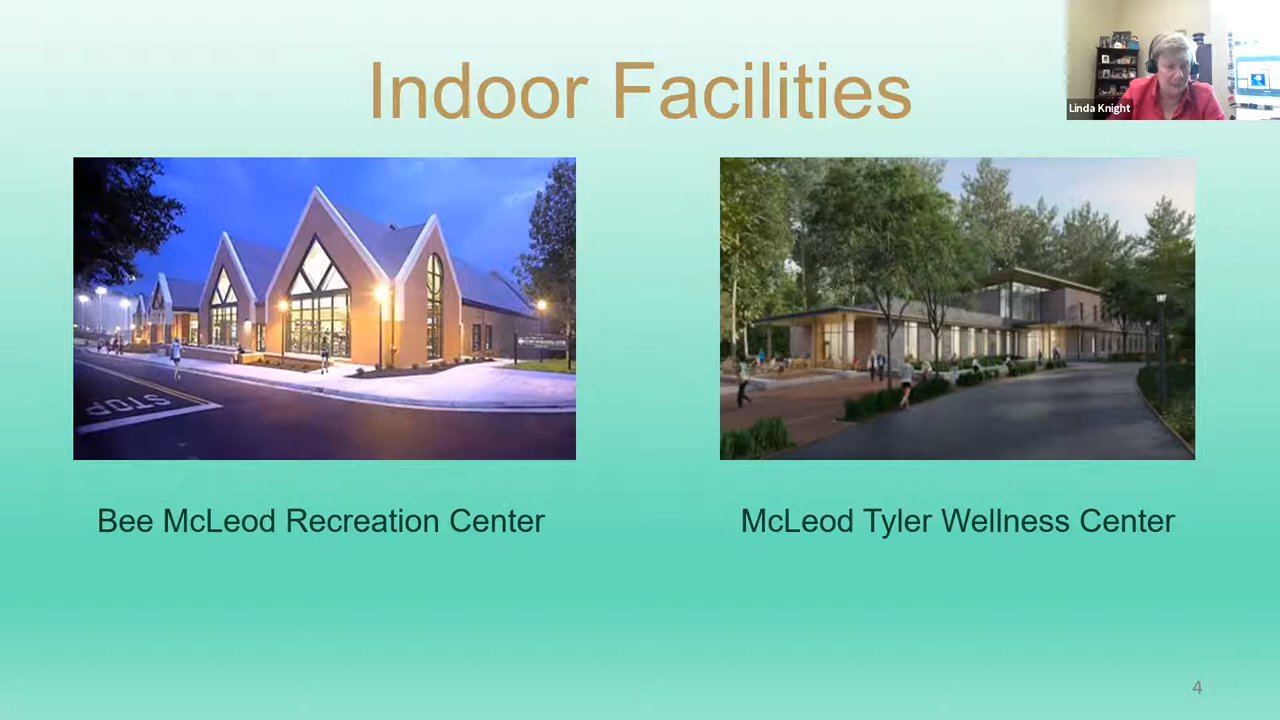 Indoor Facilities
Linda Knight
STOP
Bee McLeod Recreation Center
McLeod Tyler Wellness Center
4